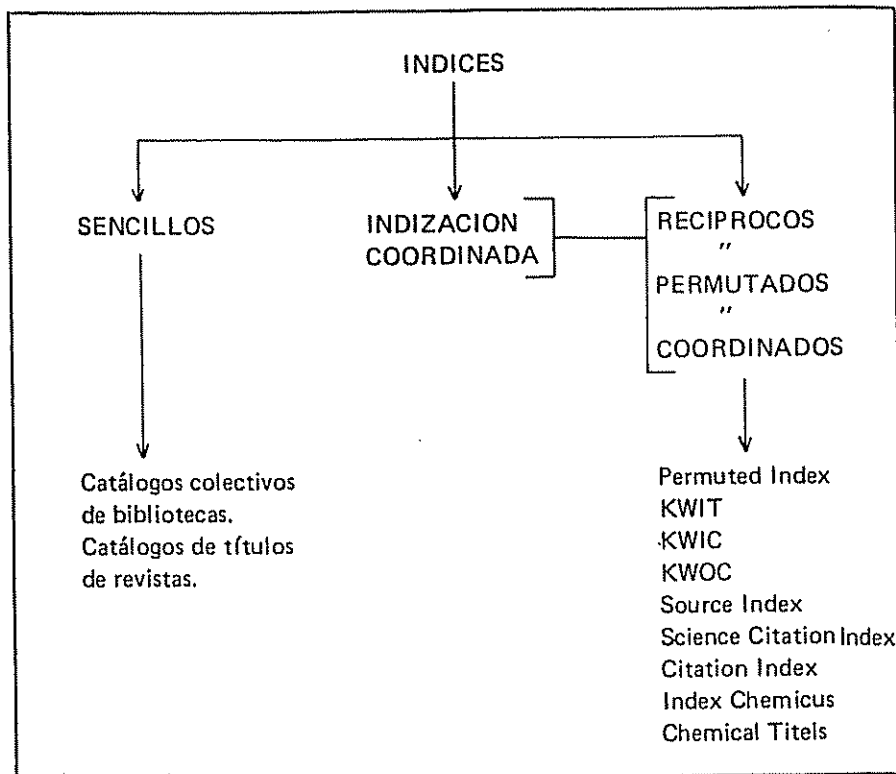 INDICES
SENCILLOS
Catálogos colectivos
de bibliotecas.
Catálogos de títulos
de revistas.
INDIZACION
COORDINADA
RECIPROCOS
"
PERMUTADOS
"
COORDINADOS
Permuted Index
KWIT
KWIC
KWOC
Source Index
Science Citation Index
Citation Index
Index Chemicus
Chemical Titels